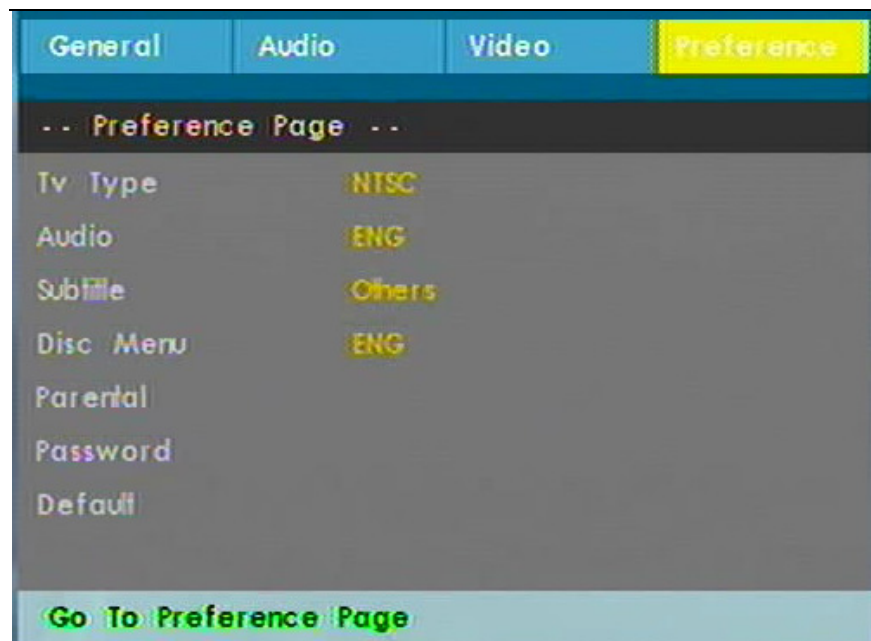 General Audio Video Preference
-- Preference Page --
Tv Type NTSC
Audio ENG
Subtitle Others
Disc Menu ENG
Parental
Password
Default
Go To Preference Page